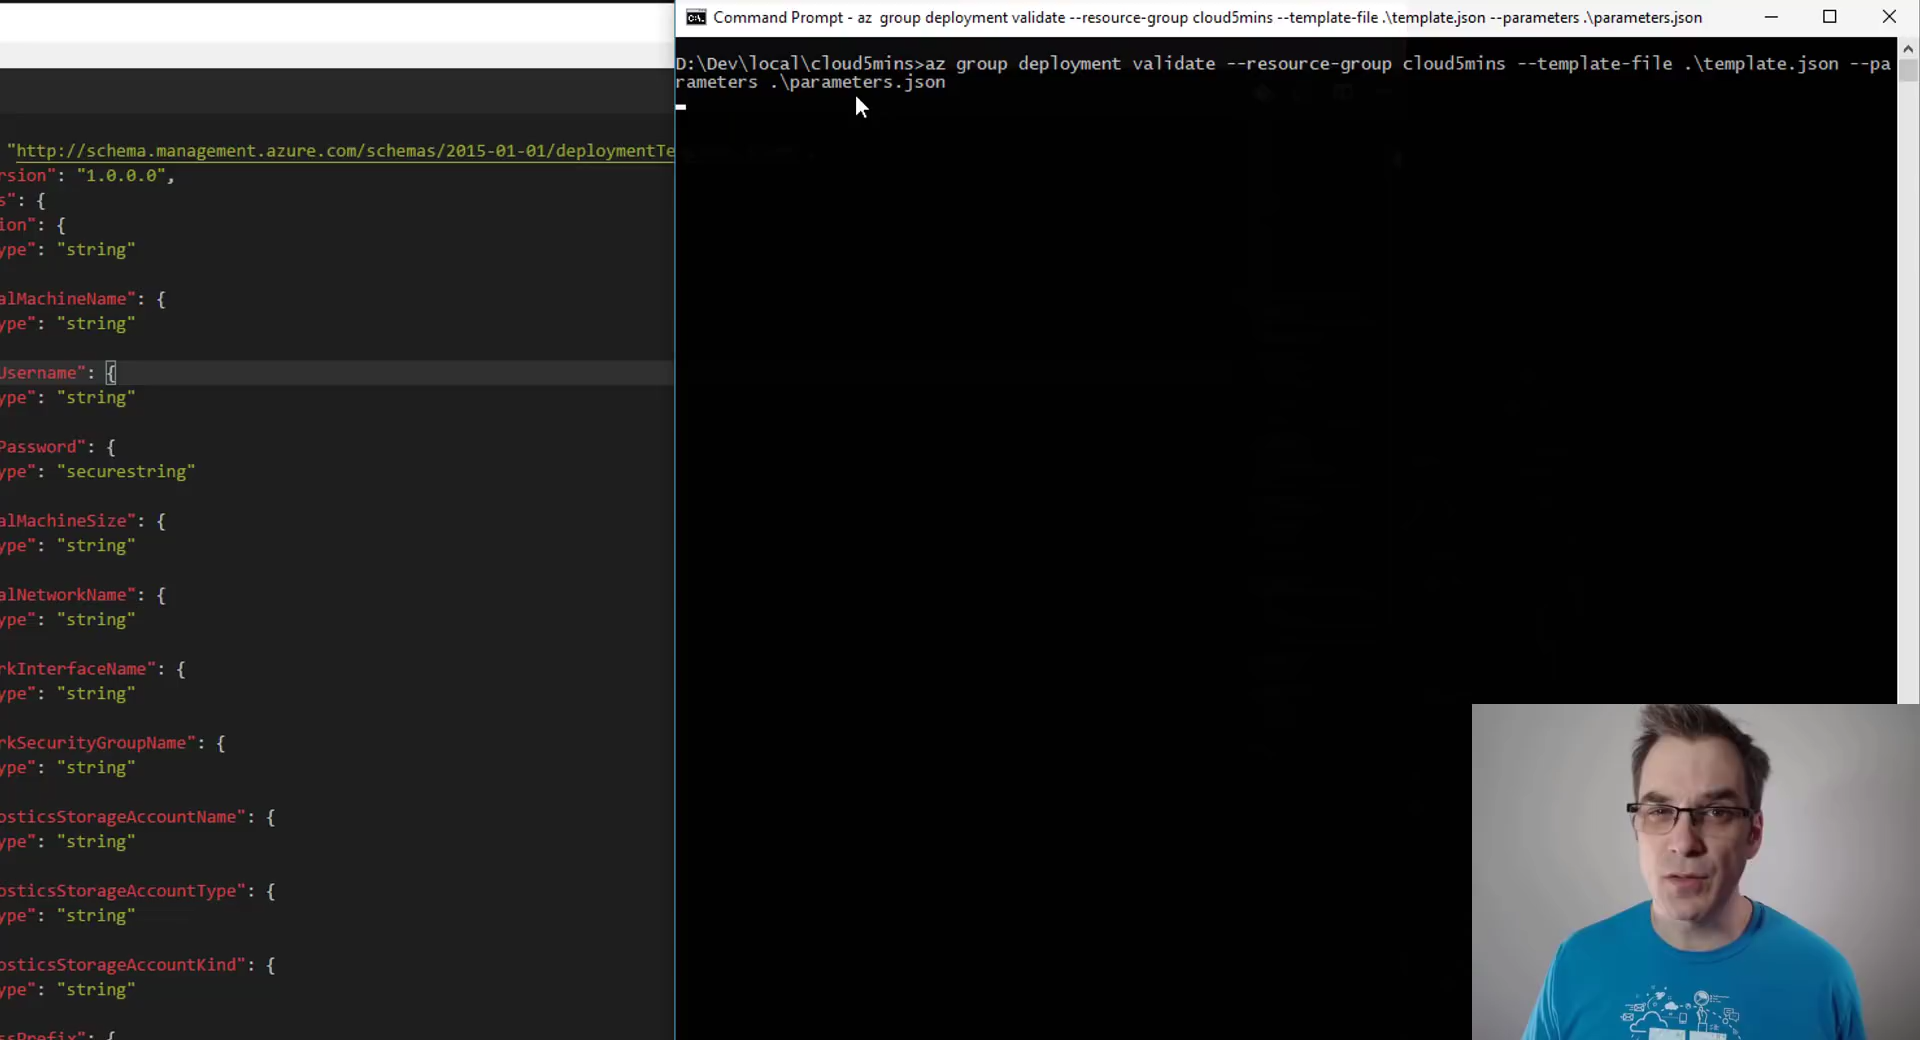 Command Prompt - az  group deployment validate --resource-group cloud5mins --template-file .\template.json --parameters .\parameters.json
D:\Dev\local\cloud5mins>az group deployment validate --resource-group cloud5mins --template-file .\template.json --pa
rameters .\parameters.json
"http://schema.management.azure.com/schemas/2015-01-01/deploymentTe
rsion": "1.0.0.0",
s": {
ion": {
ype": "string"
alMachineName": {
ype": "string"
Username": {
ype": "string"
Password": {
ype": "securestring"
alMachineSize": {
ype": "string"
alNetworkName": {
ype": "string"
rkInterfaceName": {
ype": "string"
rkSecurityGroupName": {
ype": "string"
osticsStorageAccountName": {
ype": "string"
osticsStorageAccountType": {
ype": "string"
osticsStorageAccountKind": {
ype": "string"
ssPrefix": {